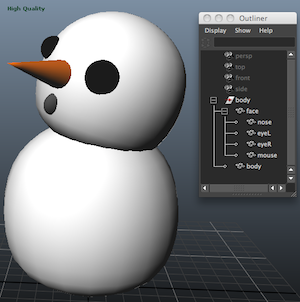 High Quality
Outliner
Display Show Help
persp
top
front
side
body
face
nose
eyeL
eyeR
mouse
body